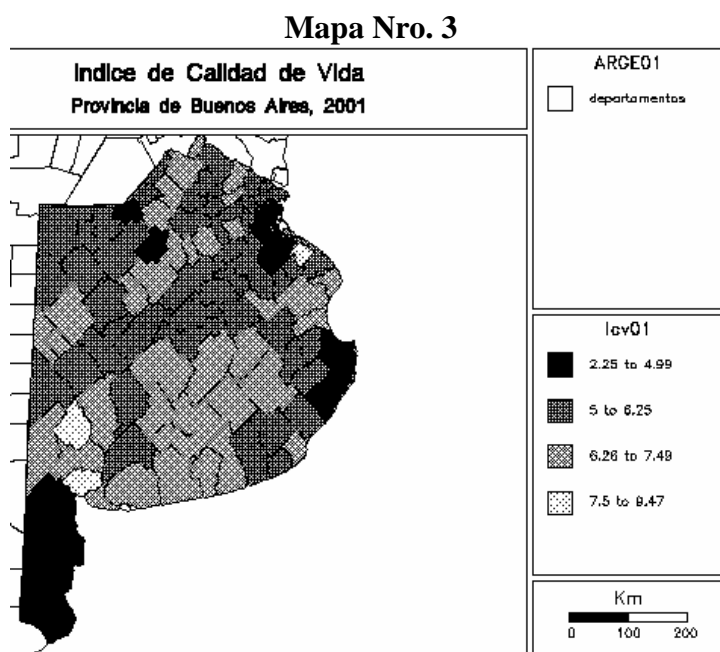 Mapa Nro. 3
Indice de Calidad de Vida
Provincia de Buenos Aires, 2001
ARGE01
departamentos
Icv01
2.25 to 4.99
5 to 6.25
6.26 to 7.49
7.5 to 9.47
Km
0 100 200